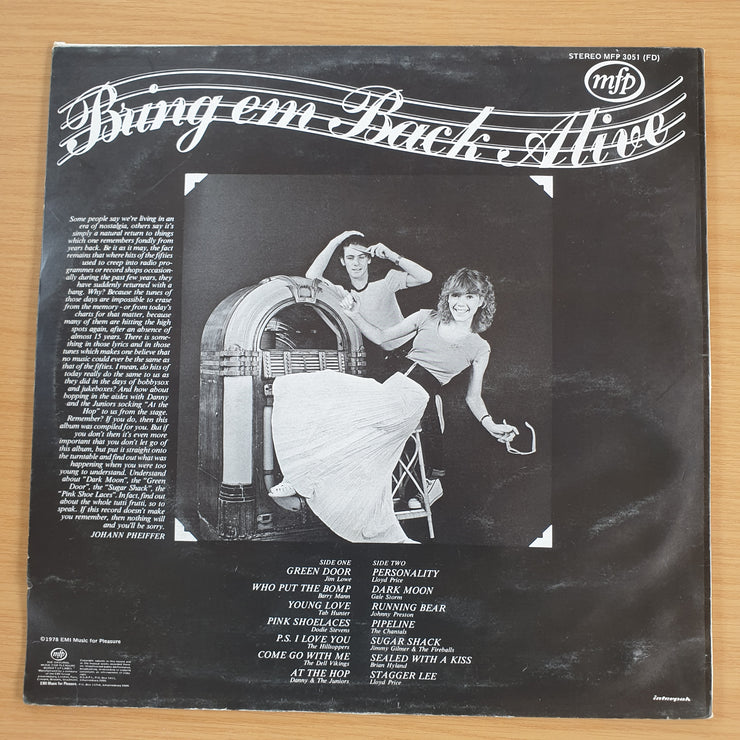 STEREO MFP 3051 (FD)
mfp
Bring em Back Alive
Some people say we're living in an
era of nostalgia, others say it's
simply a natural return to things
which one remembers fondly from
years back. Be it as it may, the fact
remains that where hits of the fifties
used to creep into radio pro-
grammes or record shops occasion-
ally during the past few years, they
have suddenly returned with a
bang. Why? Because the tunes of
those days are impossible to erase
from the memory - or from today's
charts for that matter, because
many of them are hitting the high
spots again, after an absence of
almost 15 years. There is some-
thing in those lyrics and in those
tunes which makes one believe that
no music could ever be the same as
that of the fifties. I mean, do hits of
today really do the same to us as
they did in the days of bobbysox
and jukeboxes? And how about
bopping in the aisles with Danny
and the Juniors socking "At the
Hop" to us from the stage.
Remember? If you do, then this
album was compiled for you. But if
you don't then it's even more
important that you don't let go of
this album, but put it straight onto
the turntable and find out what was
happening when you were too
young to understand. Understand
about "Dark Moon", the "Green
Door", the "Sugar Shack", the
"Pink Shoe Laces". In fact, find out
about the whole tutti frutti, so to
speak. If this record doesn't make
you remember, then nothing will
and you'll be sorry.
JOHANN PHEIFFER
SIDE ONE
GREEN DOOR
Jim Lowe
WHO PUT THE BOMP
Barry Mann
YOUNG LOVE
Tab Hunter
PINK SHOELACES
Dodie Stevens
P.S. I LOVE YOU
The Hilltoppers
COME GO WITH ME
The Dell Vikings
AT THE HOP
Danny & The Juniors
SIDE TWO
PERSONALITY
Lloyd Price
DARK MOON
Gale Storm
RUNNING BEAR
Johnny Preston
PIPELINE
The Chantals
SUGAR SHACK
Jimmy Gilmer & The Fireballs
SEALED WITH A KISS
Brian Hyland
STAGGER LEE
Lloyd Price
©1978 EMI Music for Pleasure
mfp
EMI Music for Pleasure
interpak